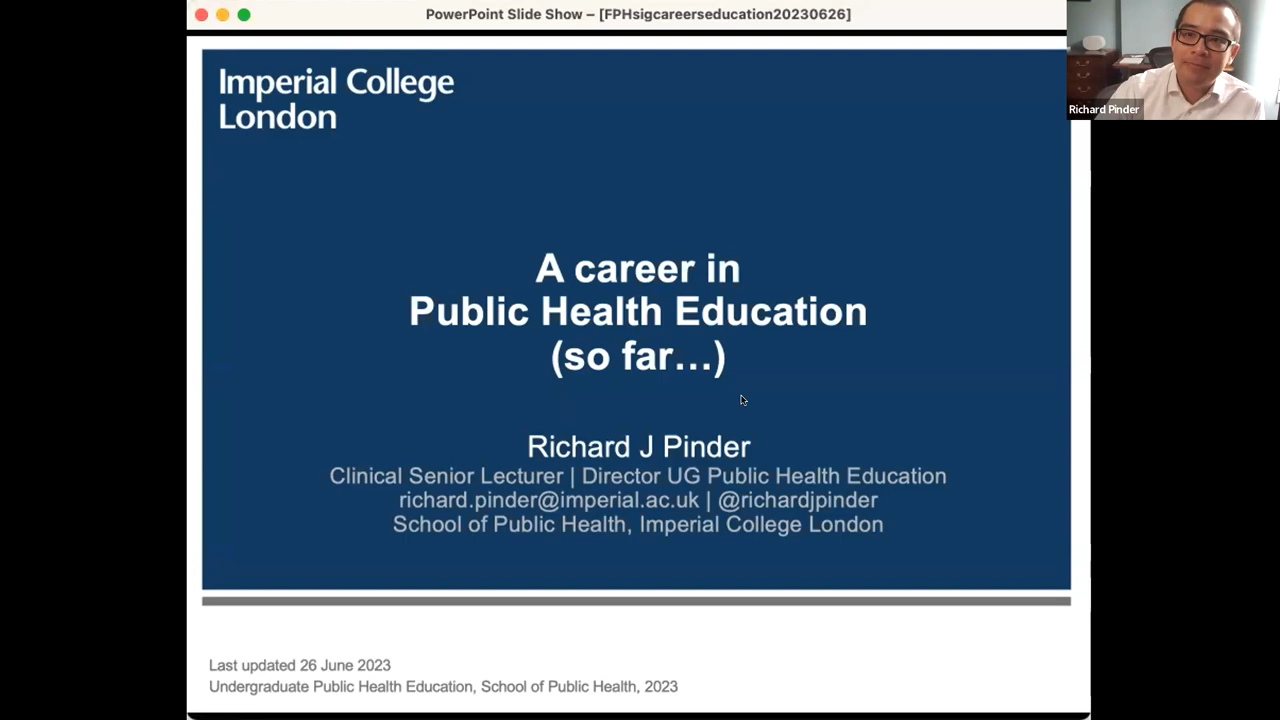 PowerPoint Slide Show – [FPHsigcareerseducation20230626]
Imperial College
London
Richard Pinder
A career in
Public Health Education
(so far…)
Richard J Pinder
Clinical Senior Lecturer | Director UG Public Health Education
richard.pinder@imperial.ac.uk | @richardjpinder
School of Public Health, Imperial College London
Last updated 26 June 2023
Undergraduate Public Health Education, School of Public Health, 2023